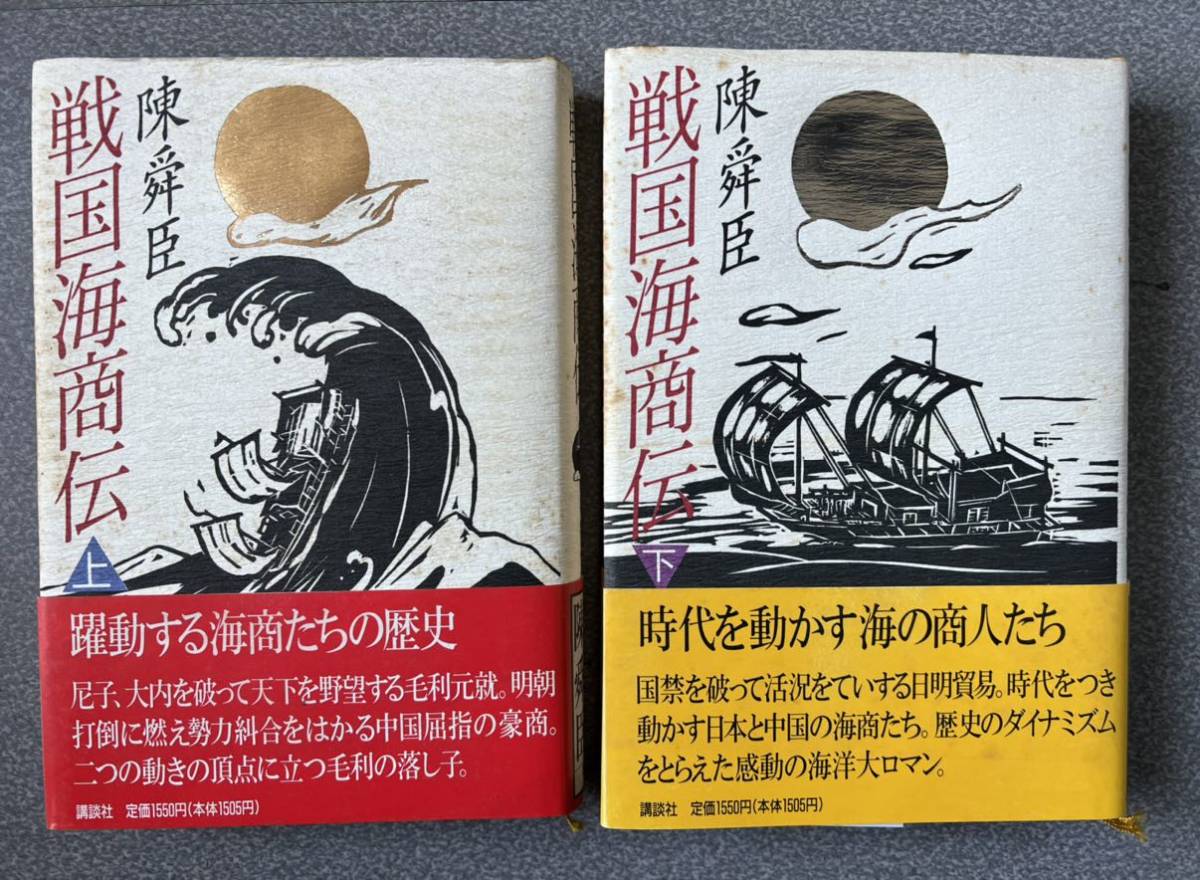 戦国海商伝
陳舜臣
上
躍動する海商たちの歴史
尼子、大内を破って天下を野望する毛利元就。明朝
打倒に燃え勢力糾合をはかる中国屈指の豪商。
二つの動きの頂点に立つ毛利の落し子。
講談社 定価1550円(本体1505円)
戦国海商伝
陳舜臣
下
時代を動かす海の商人たち
国禁を破って活況をていする日明貿易。時代をつき
動かす日本と中国の海商たち。歴史のダイナミズム
をとらえた感動の海洋大ロマン。
講談社 定価1550円(本体1505円)